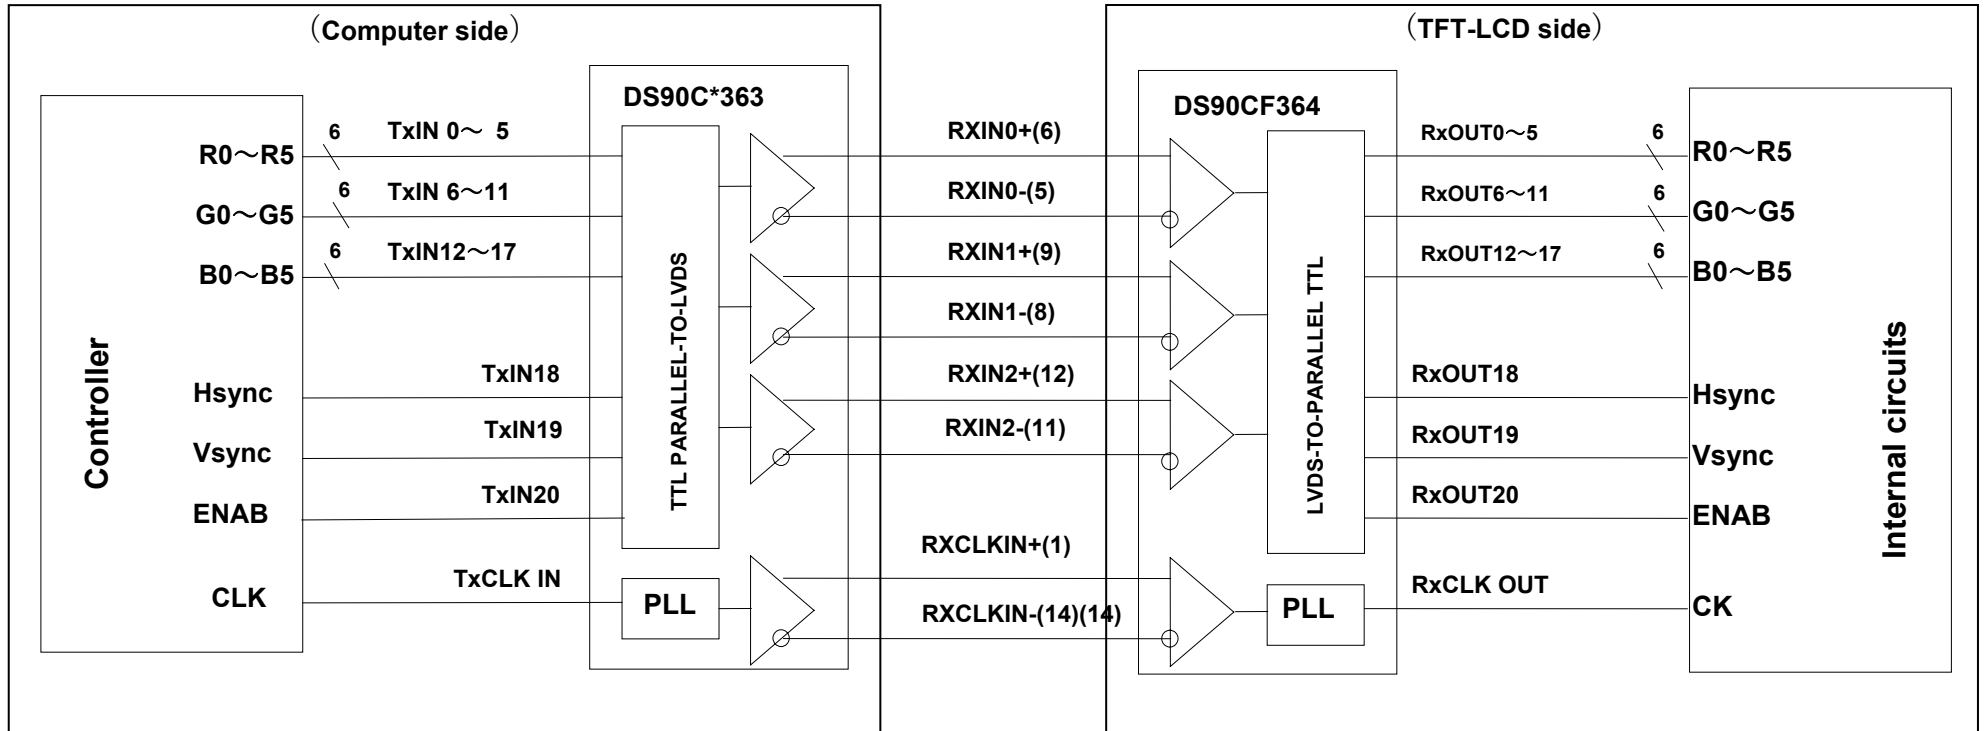 （Computer side）
Controller
R0～R5
G0～G5
B0～B5
Hsync
Vsync
ENAB
CLK
6
TxIN 0～ 5
6
TxIN 6～11
6
TxIN12～17
TxIN18
TxIN19
TxIN20
TxCLK IN
DS90C*363
TTL PARALLEL-TO-LVDS
PLL
RXIN0+(6)
RXIN0-(5)
RXIN1+(9)
RXIN1-(8)
RXIN2+(12)
RXIN2-(11)
RXCLKIN+(1)
RXCLKIN-(14)(14)
（TFT-LCD side）
DS90CF364
LVDS-TO-PARALLEL TTL
PLL
RxOUT0～5
6
RxOUT6～11
6
RxOUT12～17
6
RxOUT18
RxOUT19
RxOUT20
RxCLK OUT
R0～R5
G0～G5
B0～B5
Hsync
Vsync
ENAB
CK
Internal circuits